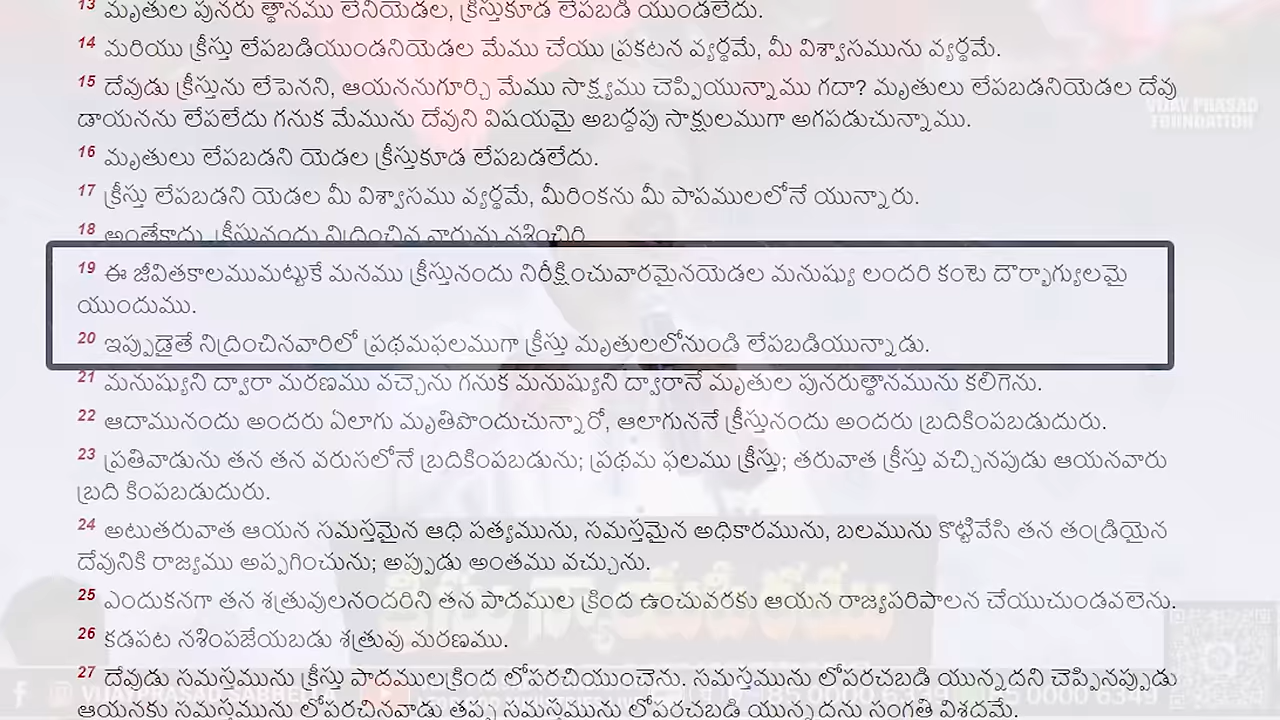 13 మృతుల పునరు త్థానము లేనియెడల, క్రీస్తుకూడ లేపబడి యుండలేదు.
14 మరియు క్రీస్తు లేపబడియుండనియెడల మేము చేయు ప్రకటన వ్యర్థమే, మీ విశ్వాసమును వ్యర్థమే.
15 దేవుడు క్రీస్తును లేపెనని, ఆయననుగూర్చి మేము సాక్ష్యము చెప్పియున్నాము గదా? మృతులు లేపబడనియెడల దేవు
డాయనను లేపలేదు గనుక మేమును దేవుని విషయమై అబద్ధపు సాక్షులముగా అగపడుచున్నాము.
VIJAY PRASAD
FOUNDATION
16 మృతులు లేపబడని యెడల క్రీస్తుకూడ లేపబడలేదు.
17 క్రీస్తు లేపబడని యెడల మీ విశ్వాసము వ్యర్థమే, మీరింకను మీ పాపములలోనే యున్నారు.
18 అంతేకాదు, క్రీస్తునందు నిద్రించిన వారును నశించిరి
19 ఈ జీవితకాలముమట్టుకే మనము క్రీస్తునందు నిరీక్షించువారమైనయెడల మనుష్యు లందరి కంటె దౌర్భాగ్యులమై
యుందుము.
20 ఇప్పుడైతే నిద్రించినవారిలో ప్రథమఫలముగా క్రీస్తు మృతులలోనుండి లేపబడియున్నాడు.
21 మనుష్యుని ద్వారా మరణము వచ్చెను గనుక మనుష్యుని ద్వారానే మృతుల పునరుత్థానమును కలిగెను.
22 ఆదామునందు అందరు ఏలాగు మృతిపొందుచున్నారో, ఆలాగుననే క్రీస్తునందు అందరు బ్రదికింపబడుదురు.
23 ప్రతివాడును తన తన వరుసలోనే బ్రదికింపబడును; ప్రథమ ఫలము క్రీస్తు; తరువాత క్రీస్తు వచ్చినపుడు ఆయనవారు
బ్రది కింపబడుదురు.
24 అటుతరువాత ఆయన సమస్తమైన ఆధి పత్యమును, సమస్తమైన అధికారమును, బలమును కొట్టివేసి తన తండ్రియైన
దేవునికి రాజ్యము అప్పగించును; అప్పుడు అంతము వచ్చును.
25 ఎందుకనగా తన శత్రువులనందరిని తన పాదముల క్రింద ఉంచువరకు ఆయన రాజ్యపరిపాలన చేయుచుండవలెను.
26 కడపట నశింపజేయబడు శత్రువు మరణము.
27 దేవుడు సమస్తమును క్రీస్తు పాదములక్రింద లోపరచియుంచెను. సమస్తమును లోపరచబడి యున్నదని చెప్పినప్పుడు
ఆయనకు సమస్తమును లోపరచినవాడు తప్ప సమస్తమును లోపరచబడి యున్నదను సంగతి విశదమే.